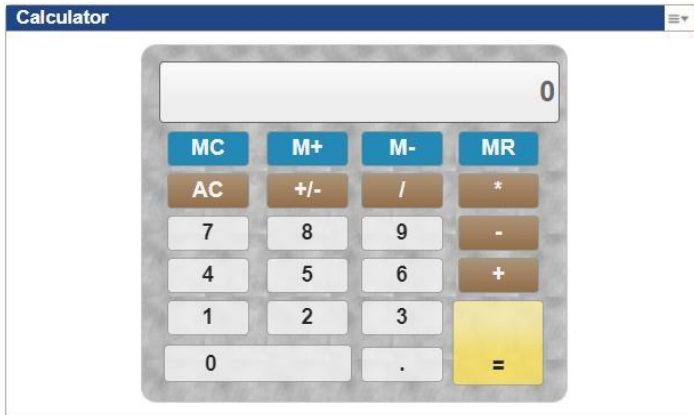 Calculator
0
MC M+ M- MR
AC +/- / *
7 8 9 -
4 5 6 +
1 2 3
0 . =